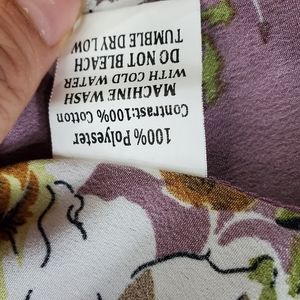 100% Polyester
Contrast:100% Cotton
MACHINE WASH
WITH COLD WATER
DO NOT BLEACH
TUMBLE DRY LOW